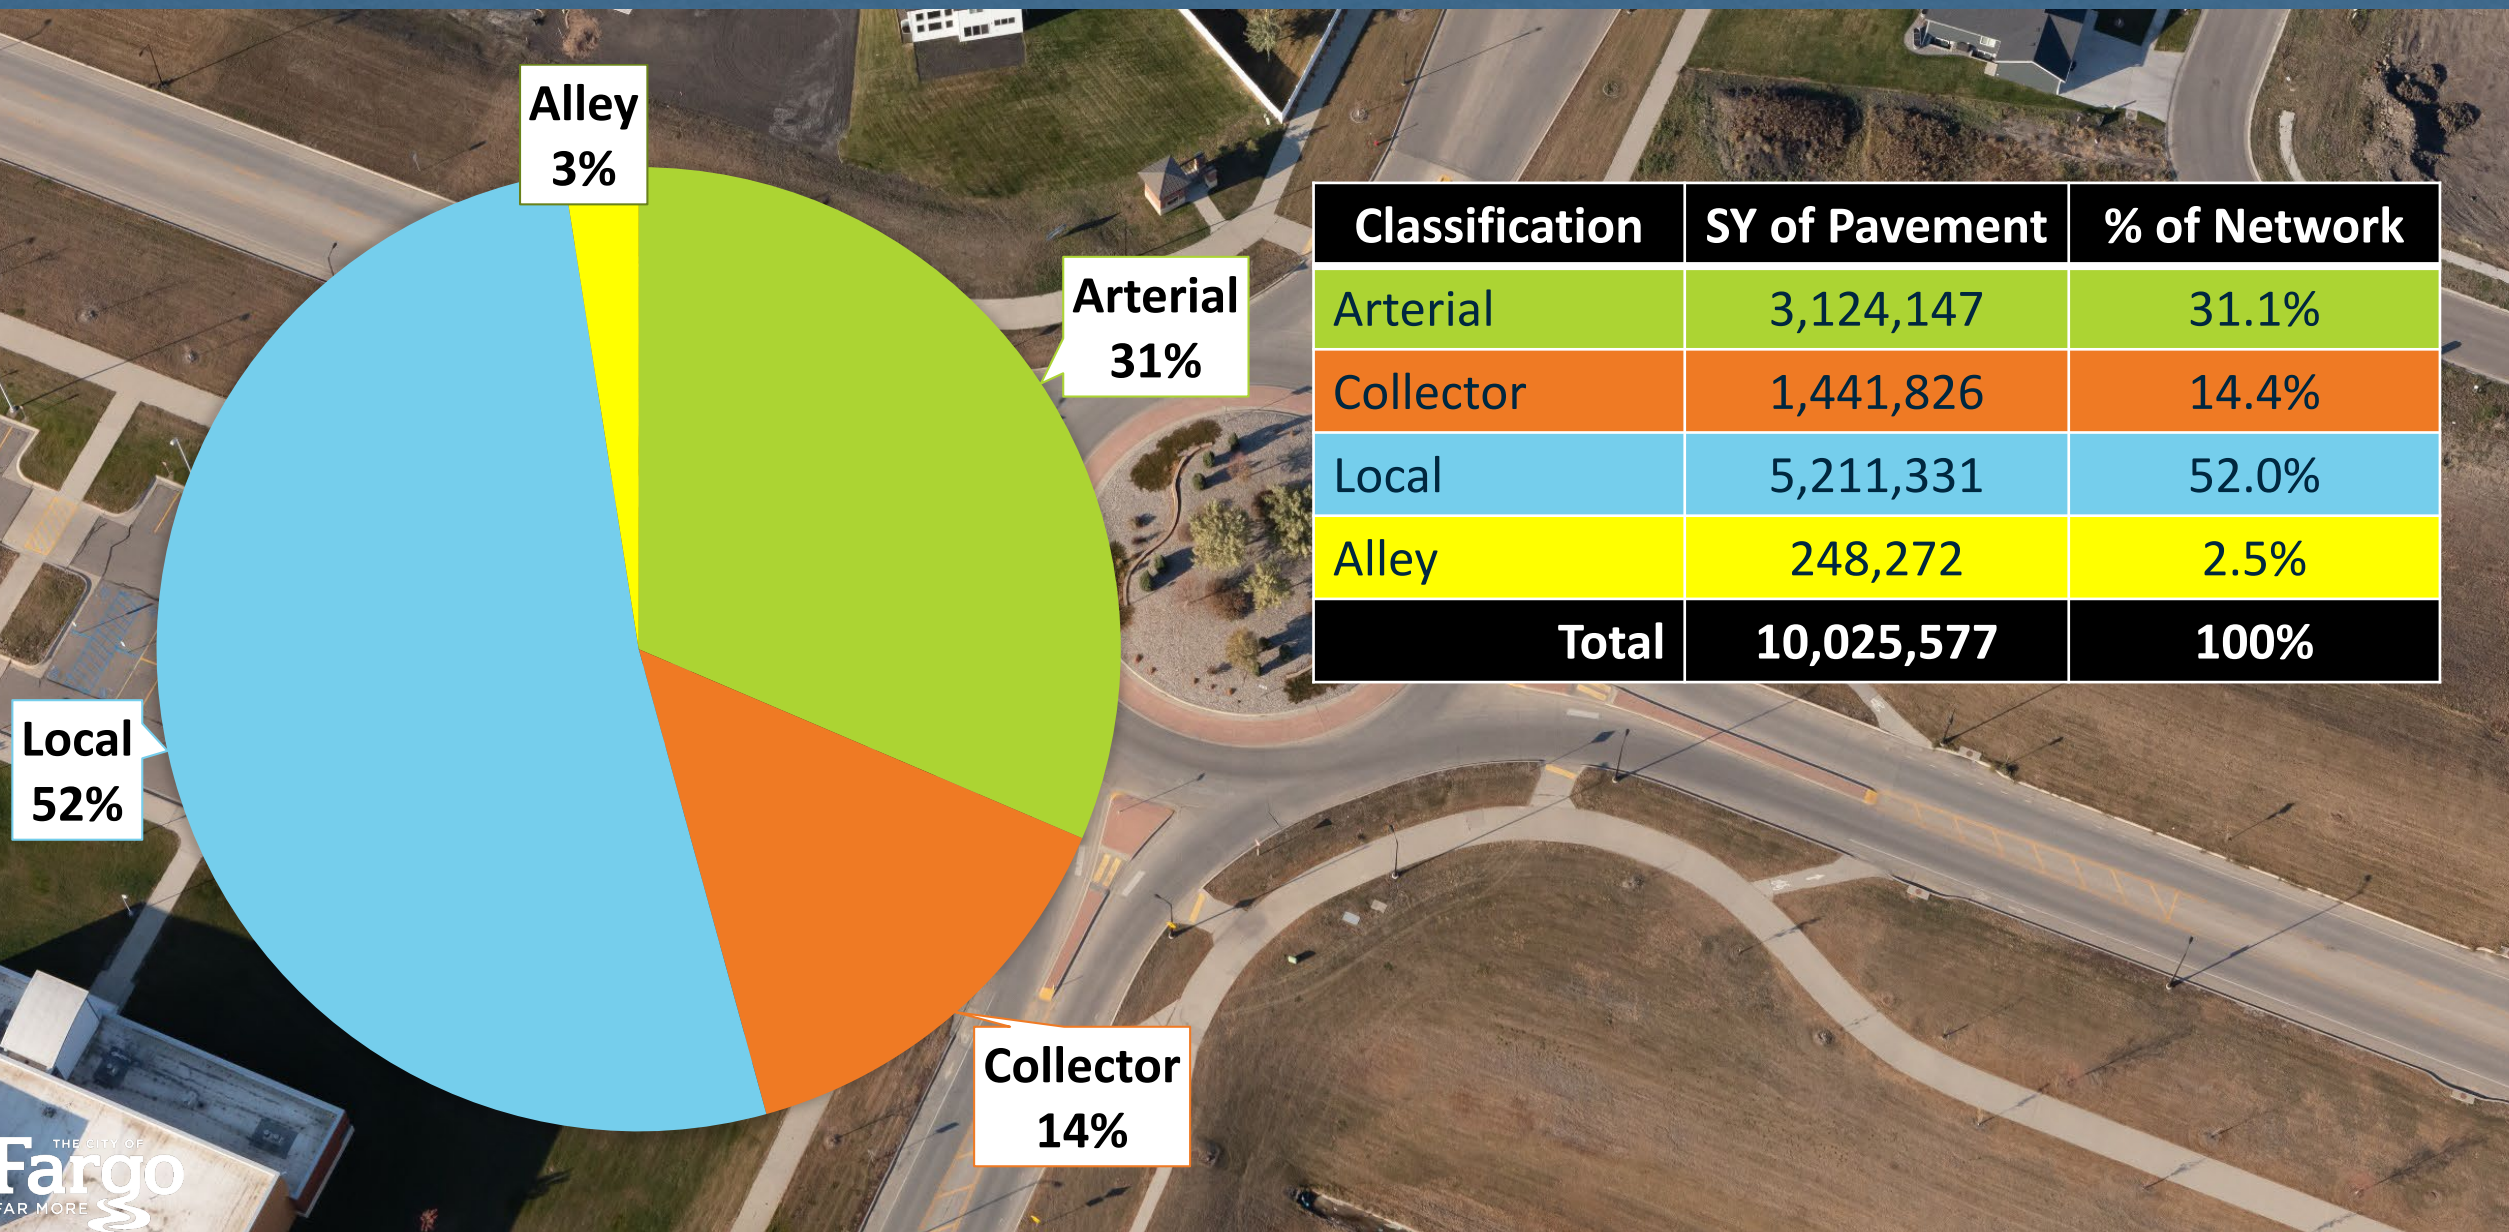 Alley
3%
Arterial
31%
Local
52%
Collector
14%
Classification SY of Pavement % of Network
Arterial 3,124,147 31.1%
Collector 1,441,826 14.4%
Local 5,211,331 52.0%
Alley 248,272 2.5%
Total 10,025,577 100%
THE CITY OF
Fargo
FAR MORE